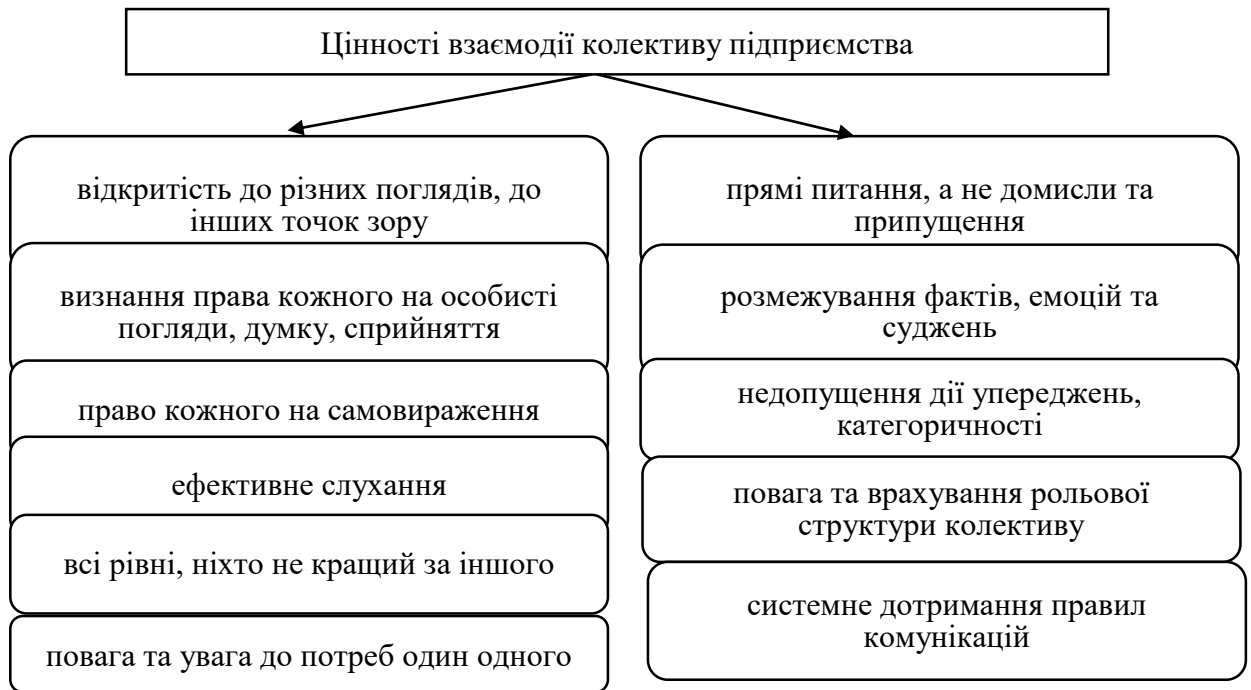 Цінності взаємодії колективу підприємства
відкритість до різних поглядів, до
інших точок зору
визнання права кожного на особисті
погляди, думку, сприйняття
право кожного на самовираження
ефективне слухання
всі рівні, ніхто не кращий за іншого
повага та увага до потреб один одного
прямі питання, а не домисли та
припущення
розмежування фактів, емоцій та
суджень
недопущення дії упереджень,
категоричності
повага та врахування рольової
структури колективу
системне дотримання правил
комунікацій